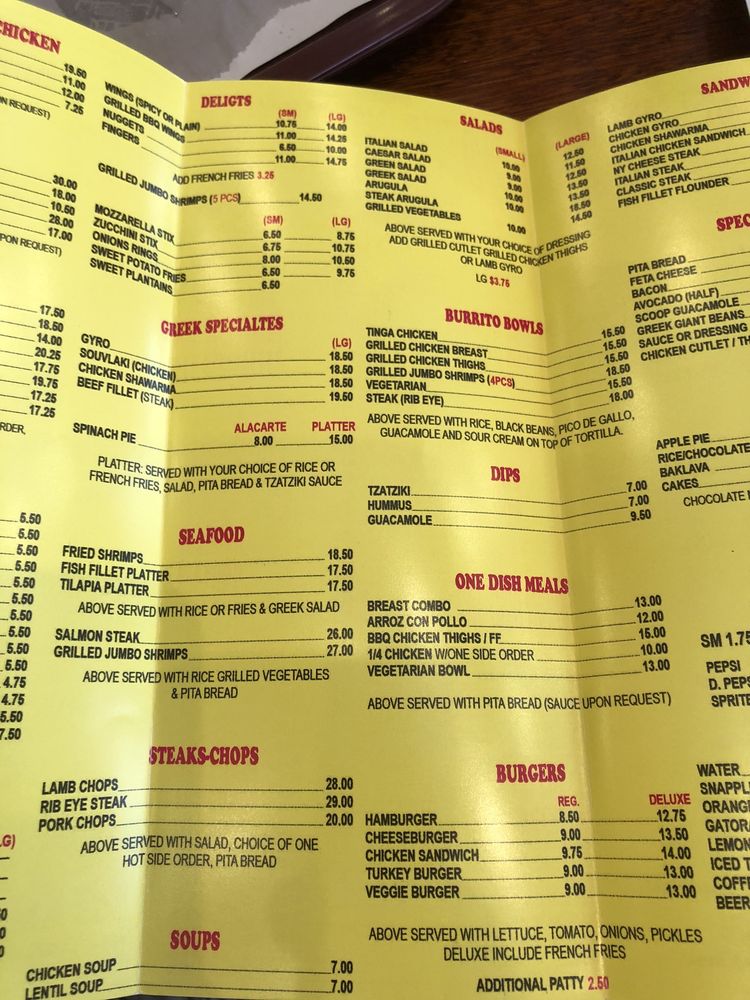 CHICKEN
19.50
11.00
12.00
7.25
N REQUEST)
30.00
18.00
10.50
28.00
17.00
PON REQUEST)
17.50
18.50
14.00
20.25
17.75
19.75
17.25
17.25
RDER.
5.50
5.50
5.50
5.50
5.50
5.50
5.50
5.50
5.50
5.50
4.75
4.75
5.50
7.50
LG)
DELIGTS
(SM) (LG)
WINGS (SPICY OR PLAIN) 10.75 14.00
GRILLED BBQ WINGS 11.00 14.25
NUGGETS 6.50 10.00
FINGERS 11.00 14.75
ADD FRENCH FRIES 3.25
GRILLED JUMBO SHRIMPS (5 PCS) 14.50
(SM) (LG)
MOZZARELLA STIX 6.50 8.75
ZUCCHINI STIX 6.75 10.75
ONIONS RINGS 8.00 10.50
SWEET POTATO FRIES 6.50 9.75
SWEET PLANTAINS 6.50
GREEK SPECIALTES
(LG)
GYRO 18.50
SOUVLAKI (CHICKEN) 18.50
CHICKEN SHAWARMA 18.50
BEEF FILLET (STEAK) 19.50
ALACARTE PLATTER
SPINACH PIE 8.00 15.00
PLATTER: SERVED WITH YOUR CHOICE OF RICE OR
FRENCH FRIES, SALAD, PITA BREAD & TZATZIKI SAUCE
SEAFOOD
FRIED SHRIMPS 18.50
FISH FILLET PLATTER 17.50
TILAPIA PLATTER 17.50
ABOVE SERVED WITH RICE OR FRIES & GREEK SALAD
SALMON STEAK 26.00
GRILLED JUMBO SHRIMPS 27.00
ABOVE SERVED WITH RICE GRILLED VEGETABLES
& PITA BREAD
STEAKS-CHOPS
LAMB CHOPS 28.00
RIB EYE STEAK 29.00
PORK CHOPS 20.00
ABOVE SERVED WITH SALAD, CHOICE OF ONE
HOT SIDE ORDER, PITA BREAD
SOUPS
CHICKEN SOUP 7.00
LENTIL SOUP 7.00
SALADS
(SMALL) (LARGE)
ITALIAN SALAD 10.00 12.50
CAESAR SALAD 9.00 11.50
GREEN SALAD 9.00 12.50
GREEK SALAD 10.00 13.50
ARUGULA 10.00 13.50
STEAK ARUGULA 18.50
GRILLED VEGETABLES 10.00 14.50
ABOVE SERVED WITH YOUR CHOICE OF DRESSING
ADD GRILLED CUTLET GRILLED CHICKEN THIGHS
OR LAMB GYRO
LG $3.75
BURRITO BOWLS
TINGA CHICKEN 15.50
GRILLED CHICKEN BREAST 15.50
GRILLED CHICKEN THIGHS 15.50
GRILLED JUMBO SHRIMPS (4PCS) 18.50
VEGETARIAN 15.50
STEAK (RIB EYE) 18.00
ABOVE SERVED WITH RICE, BLACK BEANS, PICO DE GALLO,
GUACAMOLE AND SOUR CREAM ON TOP OF TORTILLA.
DIPS
TZATZIKI 7.00
HUMMUS 7.00
GUACAMOLE 9.50
ONE DISH MEALS
BREAST COMBO 13.00
ARROZ CON POLLO 12.00
BBQ CHICKEN THIGHS / FF 15.00
1/4 CHICKEN W/ONE SIDE ORDER 10.00
VEGETARIAN BOWL 13.00
ABOVE SERVED WITH PITA BREAD (SAUCE UPON REQUEST)
BURGERS
REG. DELUXE
HAMBURGER 8.50 12.75
CHEESEBURGER 9.00 13.50
CHICKEN SANDWICH 9.75 14.00
TURKEY BURGER 9.00 13.00
VEGGIE BURGER 9.00 13.00
ABOVE SERVED WITH LETTUCE, TOMATO, ONIONS, PICKLES
DELUXE INCLUDE FRENCH FRIES
ADDITIONAL PATTY 2.50
SANDW
LAMB GYRO
CHICKEN GYRO
CHICKEN SHAWARMA
ITALIAN CHICKEN SANDWICH
NY CHEESE STEAK
ITALIAN STEAK
CLASSIC STEAK
FISH FILLET FLOUNDER
SPEC
PITA BREAD
FETA CHEESE
BACON
AVOCADO (HALF)
SCOOP GUACAMOLE
GREEK GIANT BEANS
SAUCE OR DRESSING
CHICKEN CUTLET / TH
APPLE PIE
RICE/CHOCOLATE
BAKLAVA
CAKES
CHOCOLATE
SM 1.75
PEPSI
D. PEPS
SPRITE
WATER
SNAPPL
ORANG
GATOR
LEMON
ICED T
COFF
BEER